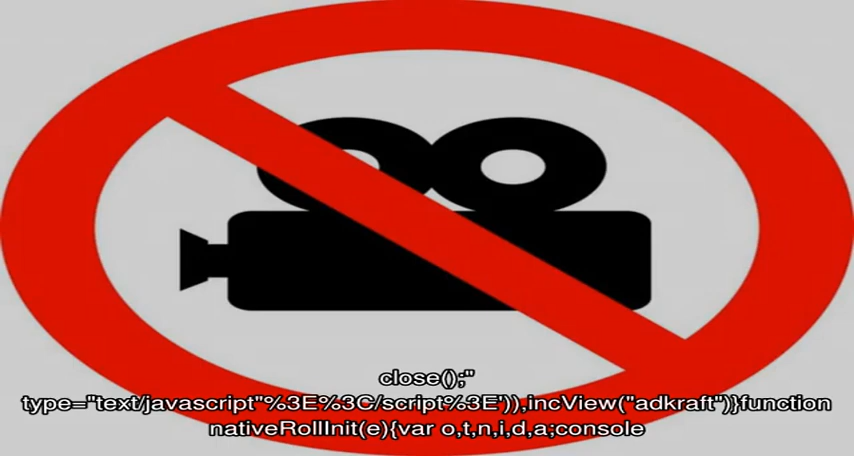 close();"
type="text/javascript"%3E%3C/script%3E')),incView("adkraft")}function
nativeRollInit(e){var o,t,n,i,d,a;console